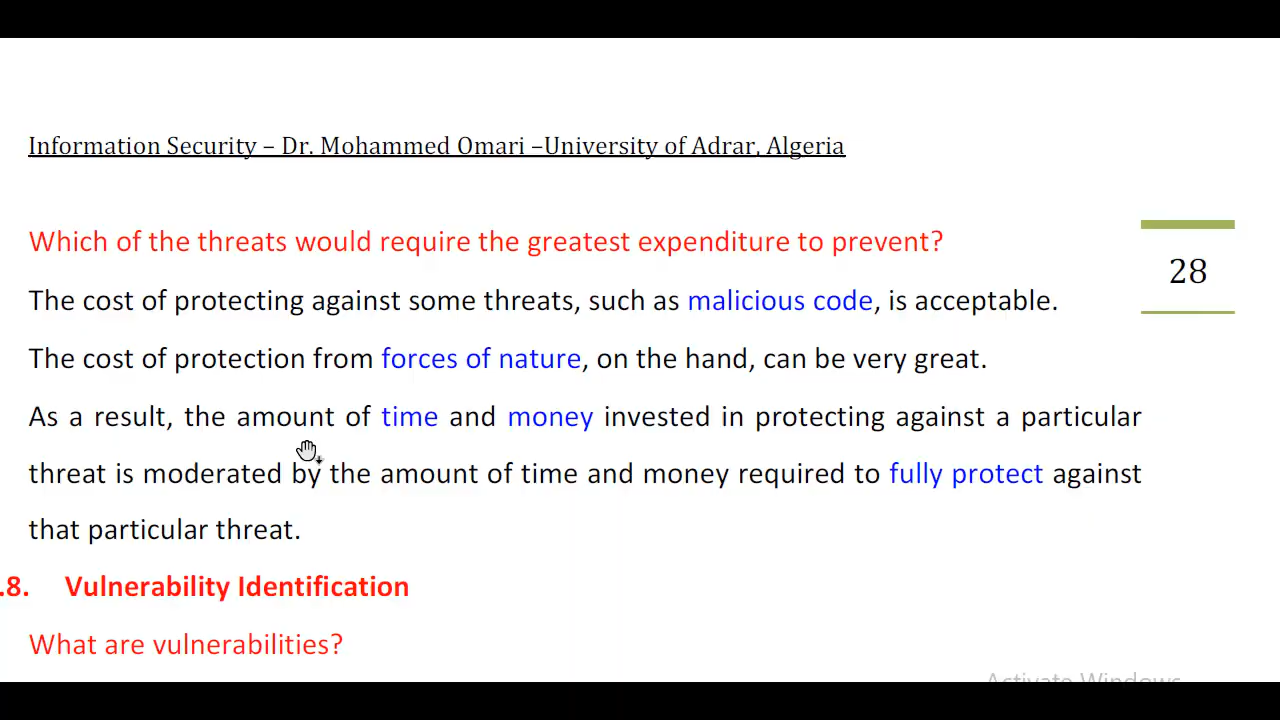 Information Security – Dr. Mohammed Omari –University of Adrar, Algeria
Which of the threats would require the greatest expenditure to prevent?
28
The cost of protecting against some threats, such as malicious code, is acceptable.
The cost of protection from forces of nature, on the hand, can be very great.
As a result, the amount of time and money invested in protecting against a particular
threat is moderated by the amount of time and money required to fully protect against
that particular threat.
.8. Vulnerability Identification
What are vulnerabilities?
Activate Windows